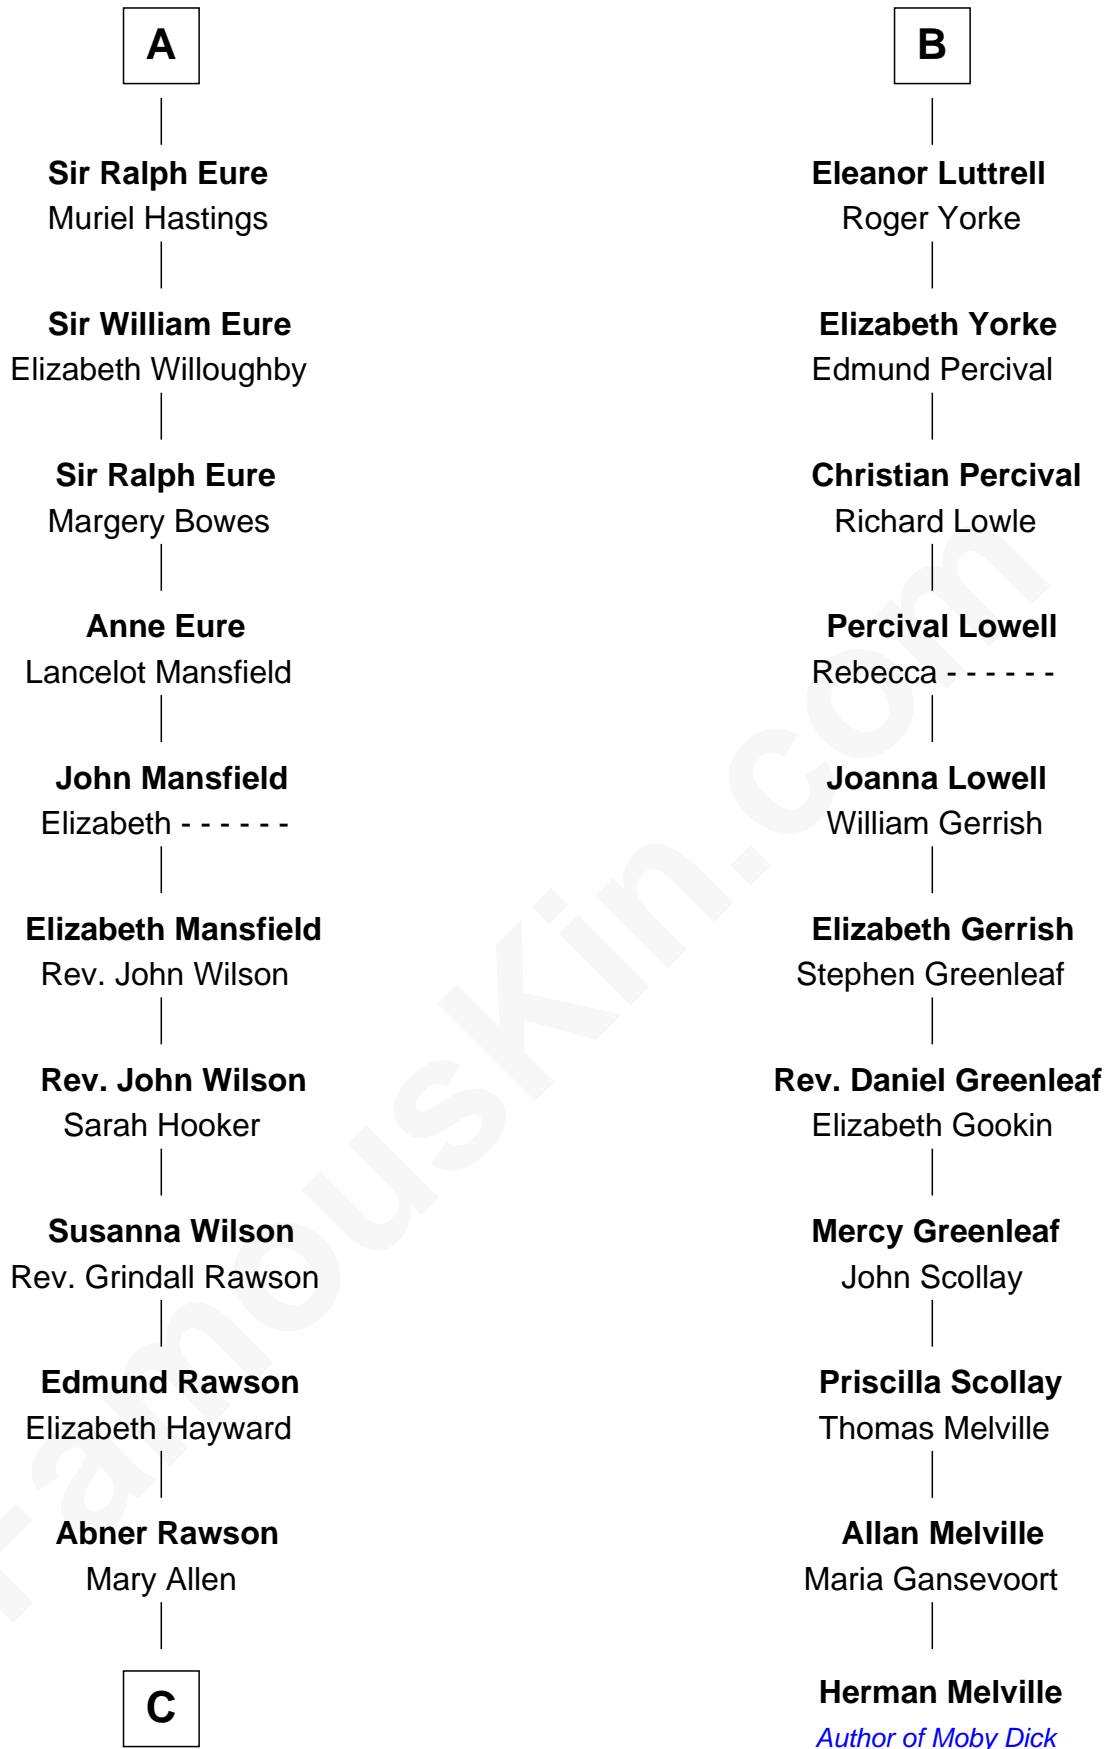 A
Sir Ralph Eure
Muriel Hastings
Sir William Eure
Elizabeth Willoughby
Sir Ralph Eure
Margery Bowes
Anne Eure
Lancelot Mansfield
John Mansfield
Elizabeth - - - - - -
Elizabeth Mansfield
Rev. John Wilson
Rev. John Wilson
Sarah Hooker
Susanna Wilson
Rev. Grindall Rawson
Edmund Rawson
Elizabeth Hayward
Abner Rawson
Mary Allen
C
B
Eleanor Luttrell
Roger Yorke
Elizabeth Yorke
Edmund Percival
Christian Percival
Richard Lowle
Percival Lowell
Rebecca - - - - - -
Joanna Lowell
William Gerrish
Elizabeth Gerrish
Stephen Greenleaf
Rev. Daniel Greenleaf
Elizabeth Gookin
Mercy Greenleaf
John Scollay
Priscilla Scollay
Thomas Melville
Allan Melville
Maria Gansevoort
Herman Melville
Author of Moby Dick
FamousKin.com